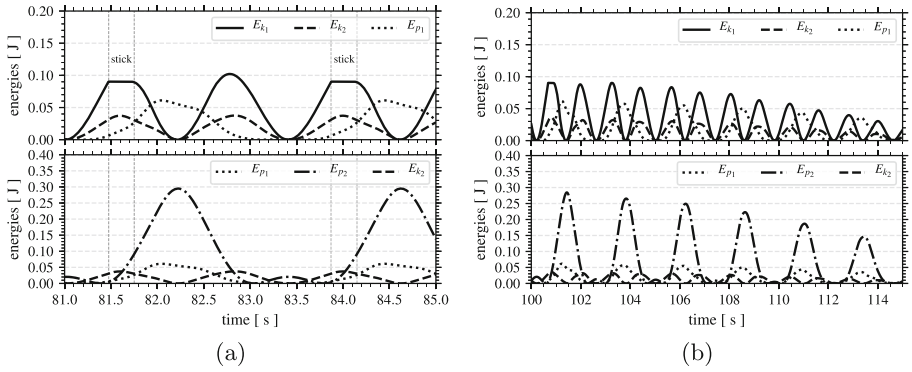 0.20
0.15
0.10
0.05
0.00
energies [ J ]
E_{k_1} E_{k_2} E_{p_1}
stick
stick
0.40
0.30
0.25
0.20
0.15
0.10
0.05
0.00
energies [ J ]
E_{p_1} E_{p_2} E_{k_2}
81.0 81.5 82.0 82.5 83.0 83.5 84.0 84.5 85.0
time [ s ]
(a)
0.20
0.15
0.10
0.05
0.00
energies [ J ]
E_{k_1} E_{k_2} E_{p_1}
0.40
0.30
0.25
0.20
0.15
0.10
0.05
0.00
energies [ J ]
E_{p_1} E_{p_2} E_{k_2}
100 102 104 106 108 110 112 114
time [ s ]
(b)